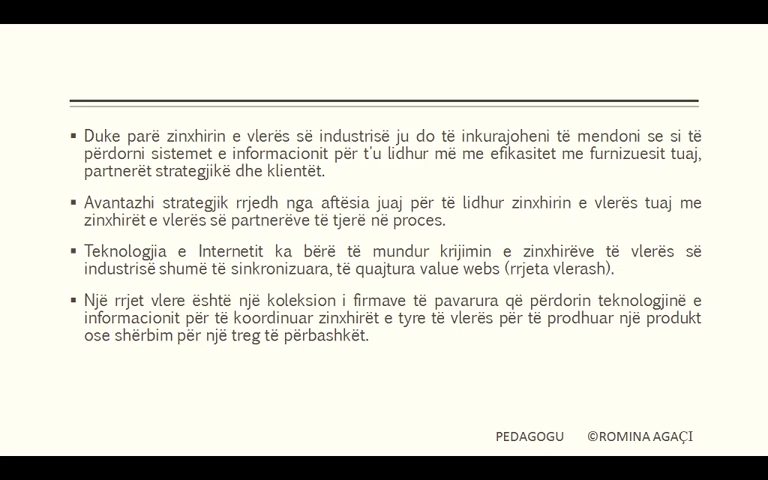 ▪ Duke parë zinxhirin e vlerës së industrisë ju do të inkurajoheni të mendoni se si të
përdorni sistemet e informacionit për t'u lidhur më me efikasitet me furnizuesit tuaj,
partnerët strategjikë dhe klientët.
▪ Avantazhi strategjik rrjedh nga aftësia juaj për të lidhur zinxhirin e vlerës tuaj me
zinxhirët e vlerës së partnerëve të tjerë në proces.
▪ Teknologjia e Internetit ka bërë të mundur krijimin e zinxhirëve të vlerës së
industrisë shumë të sinkronizuara, të quajtura value webs (rrjeta vlerash).
▪ Një rrjet vlere është një koleksion i firmave të pavarura që përdorin teknologjinë e
informacionit për të koordinuar zinxhirët e tyre të vlerës për të prodhuar një produkt
ose shërbim për një treg të përbashkët.
PEDAGOGU ©ROMINA AGAÇI